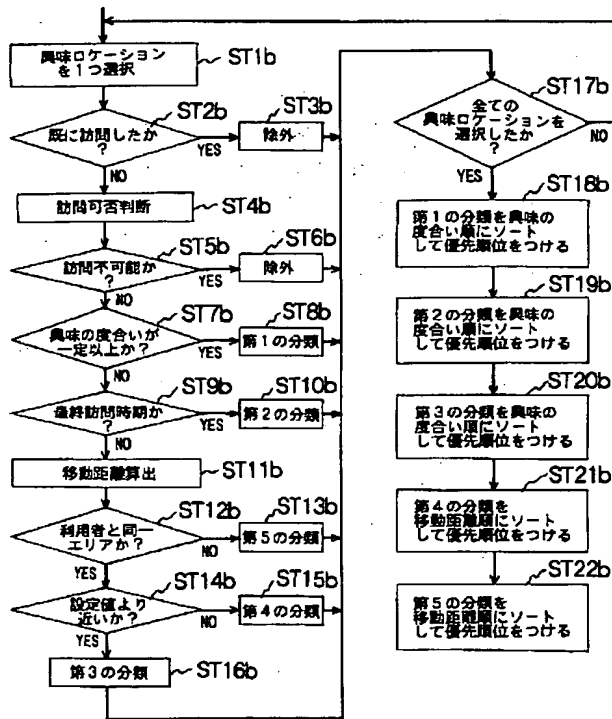 興味ロケーション
を1つ選択
ST1b
ST2b
既に訪問したか
?
YES
NO
ST3b
除外
訪問可否判断
ST4b
ST5b
訪問不可能か
?
YES
NO
ST6b
除外
ST7b
興味の度合いが
一定以上か?
YES
NO
ST8b
第1の分類
ST9b
最終訪問時期か
?
YES
NO
ST10b
第2の分類
移動距離算出
ST11b
ST12b
利用者と同一
エリアか?
NO
YES
ST13b
第5の分類
ST14b
設定値より
近いか?
NO
YES
ST15b
第4の分類
第3の分類
ST16b
ST17b
全ての
興味ロケーションを
選択したか
?
NO
YES
ST18b
第1の分類を興味の
度合い順にソート
して優先順位をつける
ST19b
第2の分類を興味の
度合い順にソート
して優先順位をつける
ST20b
第3の分類を興味の
度合い順にソート
して優先順位をつける
ST21b
第4の分類を
移動距離順にソート
して優先順位をつける
ST22b
第5の分類を
移動距離順にソート
して優先順位をつける